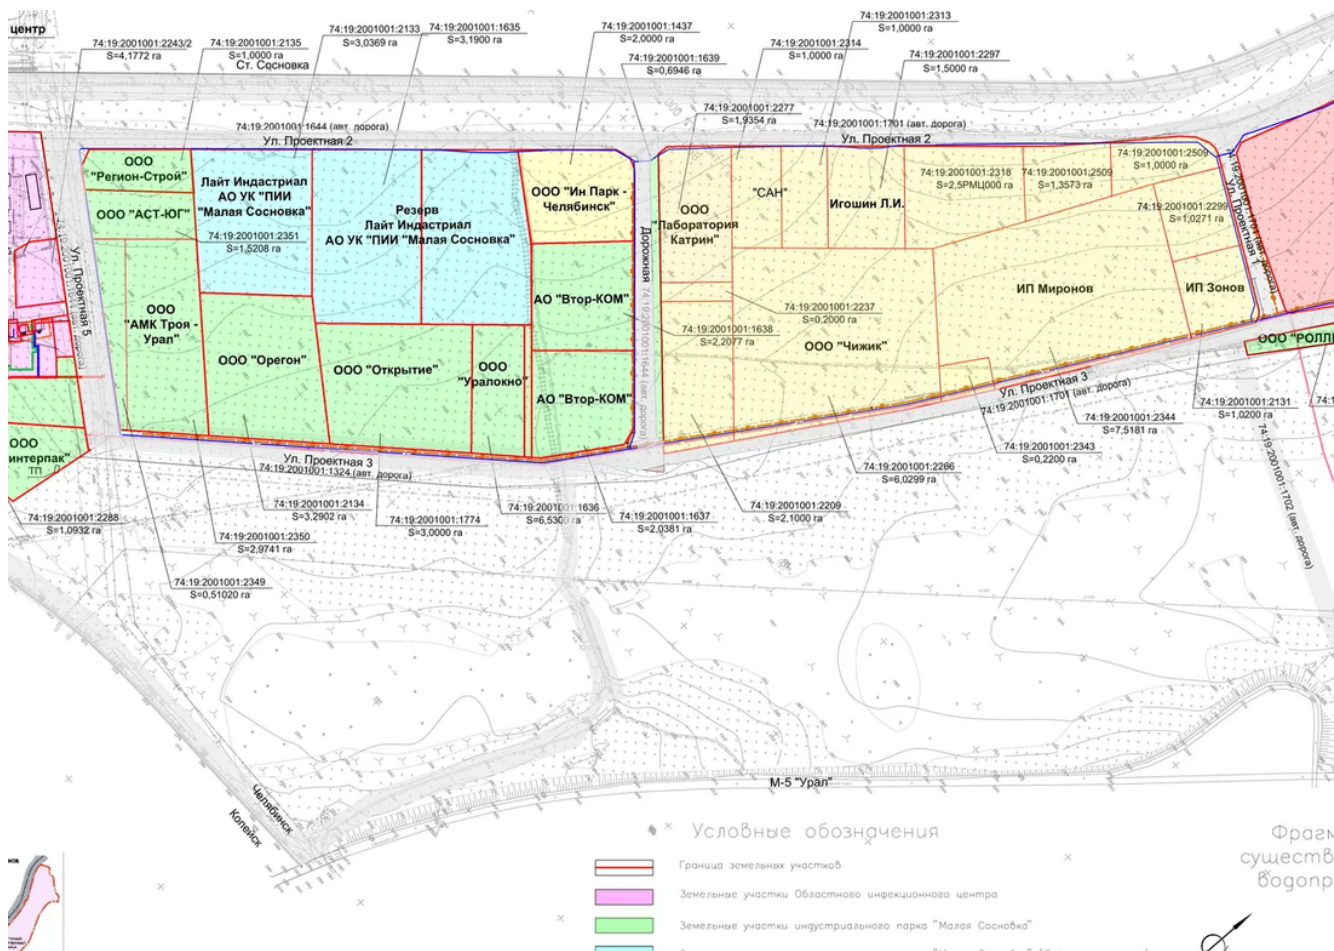 центр
74:19:2001001:2243/2
S=4,1772 га
74:19:2001001:2135
S=1,0000 га
Ст. Сосновка
74:19:2001001:2133
S=3,0369 га
74:19:2001001:1635
S=3,1900 га
74:19:2001001:1437
S=2,0000 га
74:19:2001001:1639
S=0,6946 га
74:19:2001001:2314
S=1,0000 га
74:19:2001001:2313
S=1,0000 га
74:19:2001001:2297
S=1,5000 га
74:19:2001001:2277
S=1,9354 га
74:19:2001001:1644 (авт. дорога)
Ул. Проектная 2
74:19:2001001:1701 (авт. дорога)
Ул. Проектная 2
ООО
"Регион-Строй"
ООО "АСТ-ЮГ"
74:19:2001001:2351
S=1,5208 га
Лайт Индастриал
АО УК "ПИИ
"Малая Сосновка"
Резерв
Лайт Индастриал
АО УК "ПИИ "Малая Сосновка"
ООО "Ин Парк -
Челябинск"
Дорожная
ООО
"Лаборатория
Катрин"
"САН"
Игошин Л.И.
74:19:2001001:2318
S=2,5РМЦ000 га
74:19:2001001:2509
S=1,3573 га
74:19:2001001:2509
S=1,0000 га
74:19:2001001:2299
S=1,0271 га
Ул. Проектная 1
74:19:2001001:1701 (авт. дорога)
Ул. Проектная 5
ООО
"АМК Троя -
Урал"
ООО "Орегон"
ООО "Открытие"
ООО
"Уралокно"
АО "Втор-КОМ"
АО "Втор-КОМ"
74:19:2001001:1638
S=2,2077 га
74:19:2001001:2237
S=0,2000 га
ООО "Чижик"
ИП Миронов
ИП Зонов
ООО
интерпак"
ТП
Ул. Проектная 3
74:19:2001001:1324 (авт. дорога)
Ул. Проектная 3
74:19:2001001:1701 (авт. дорога)
74:19:2001001:2131
S=1,0200 га
74:19:2001001:2344
S=7,5181 га
74:19:2001001:2343
S=0,2200 га
74:19:2001001:2266
S=6,0299 га
74:19:2001001:2209
S=2,1000 га
74:19:2001001:1637
S=2,0381 га
74:19:2001001:1636
S=6,5300 га
74:19:2001001:1774
S=3,0000 га
74:19:2001001:2134
S=3,2902 га
74:19:2001001:2350
S=2,9741 га
74:19:2001001:2349
S=0,51020 га
74:19:2001001:2288
S=1,0932 га
74:19:2001001:1702 (авт. дорога)
М-5 "Урал"
Челябинск
Копейск
Условные обозначения
Граница земельных участков
Земельные участки Областного инфекционного центра
Земельные участки индустриального парка "Малая Сосновка"